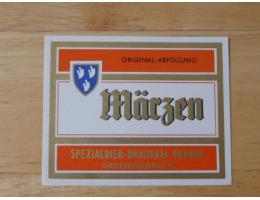 ORIGINAL-ABFÜLLUNG
Märzen
SPEZIALBIER-BRAUEREI